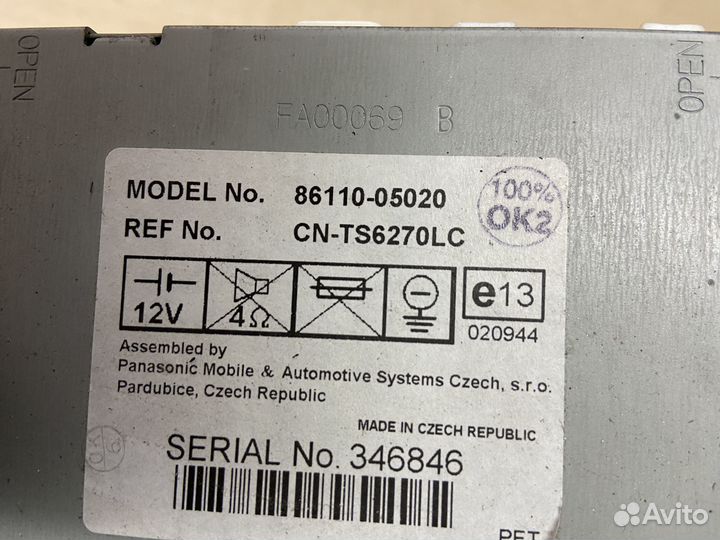 OPEN
OPEN
FA00069 B
MODEL No. 86110-05020
100%
OK2
REF No. CN-TS6270LC
12V
4Ω
e13
020944
Assembled by
Panasonic Mobile & Automotive Systems Czech, s.r.o.
Pardubice, Czech Republic
MADE IN CZECH REPUBLIC
SERIAL No. 346846
PET
Avito